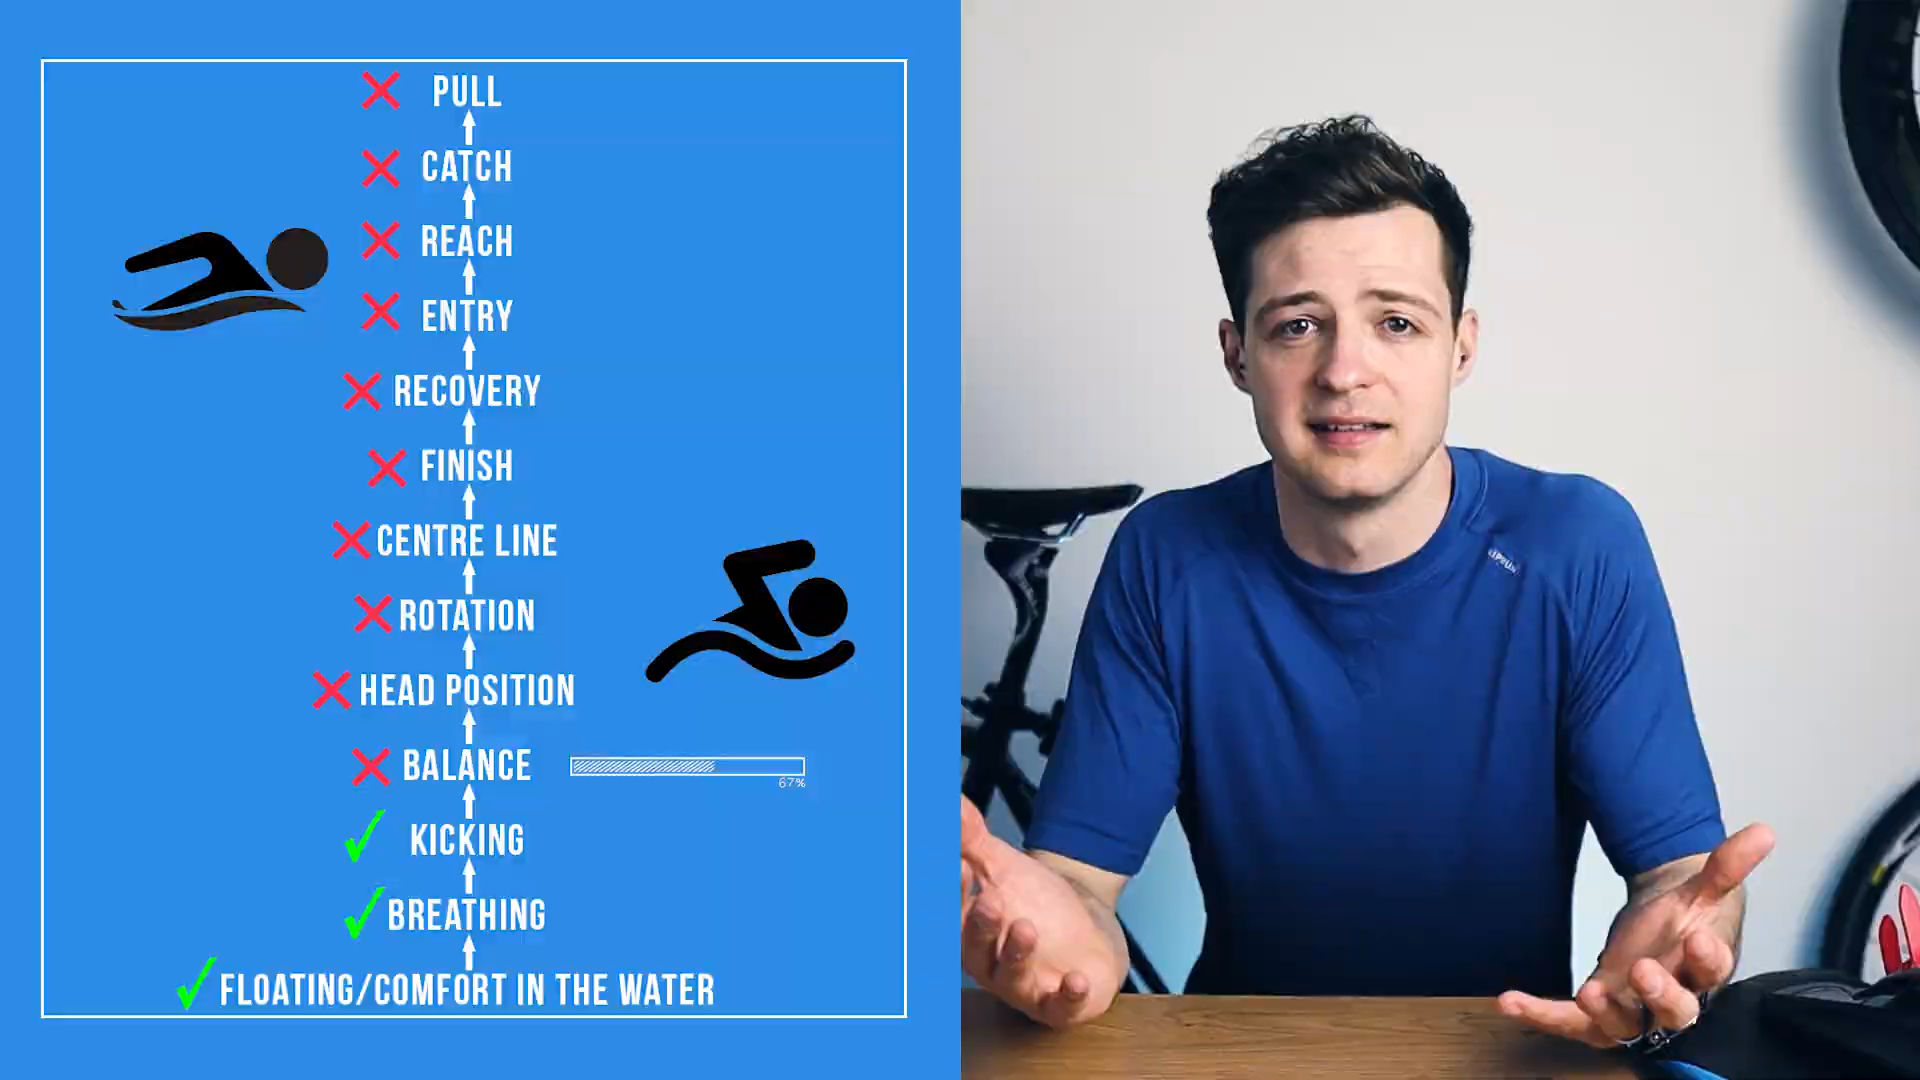 PULL
CATCH
REACH
ENTRY
RECOVERY
FINISH
CENTRE LINE
ROTATION
HEAD POSITION
BALANCE
67%
KICKING
BREATHING
FLOATING/COMFORT IN THE WATER